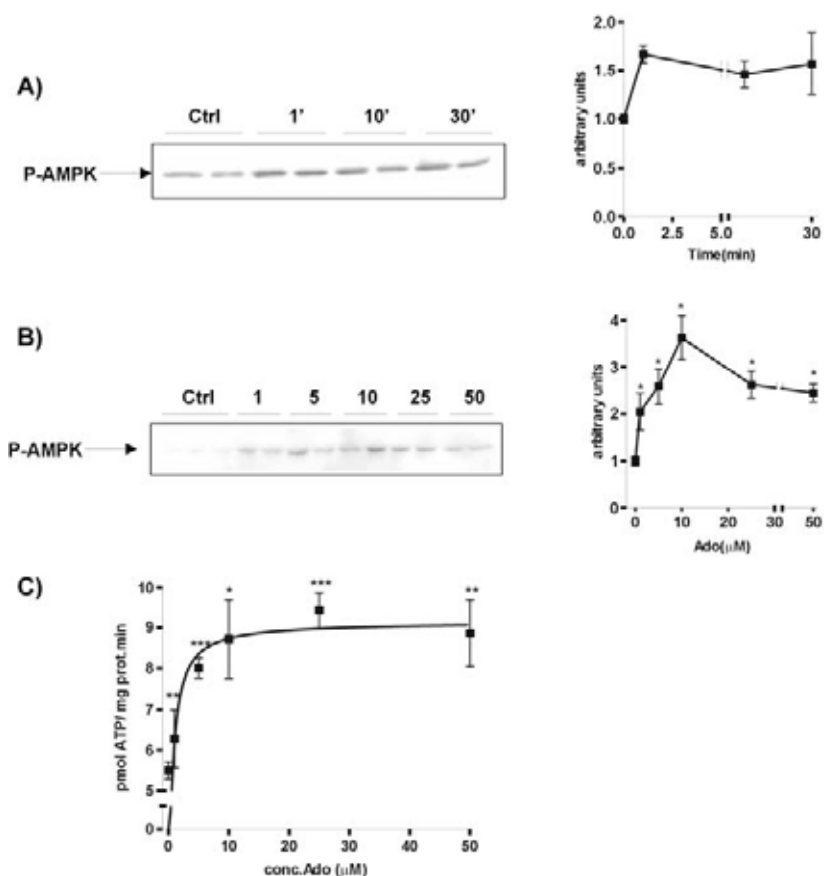 A)
Ctrl 1' 10' 30'
P-AMPK
arbitrary units
2.0
1.5
1.0
0.5
0.0
0.0 2.5 5.0 30
Time(min)
B)
Ctrl 1 5 10 25 50
P-AMPK
arbitrary units
4
3
2
1
0
* * * * *
0 10 20 30 50
Ado(μM)
C)
pmol ATP/ mg prot.min
10
9
8
7
6
5
0
** *** * *** **
0 10 20 30 40 50
conc.Ado (μM)